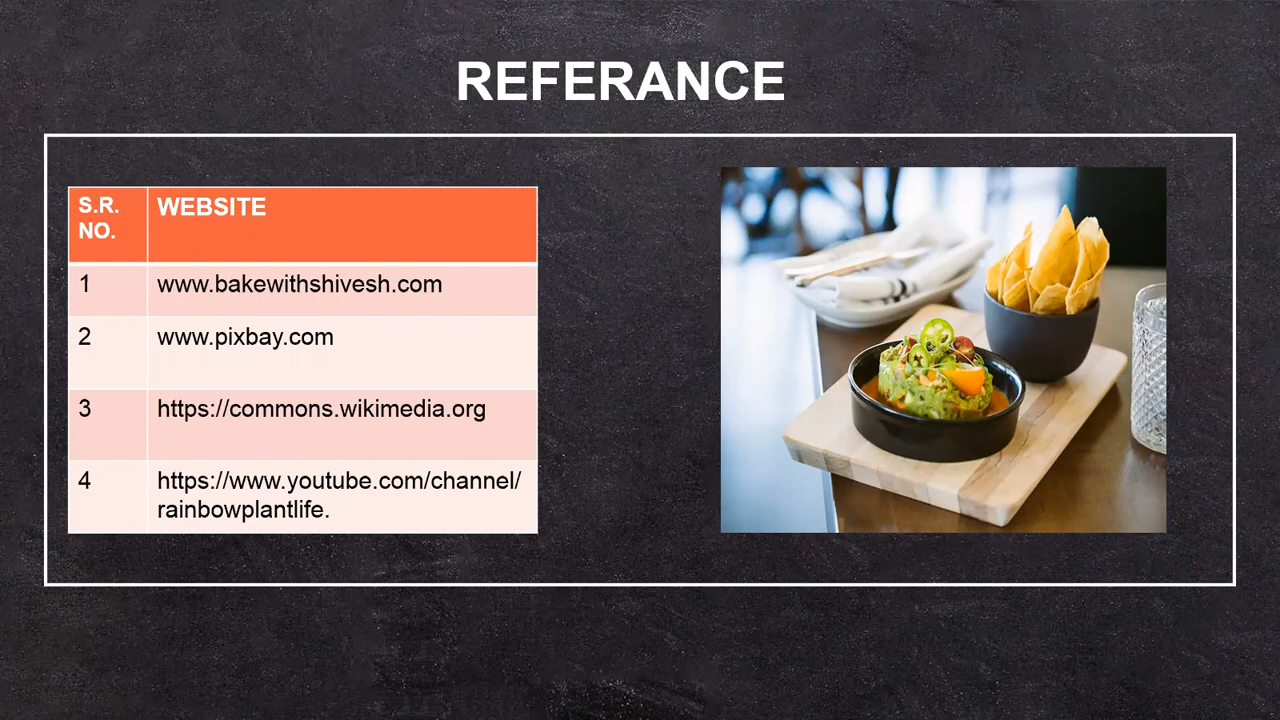 REFERANCE
S.R. NO.
WEBSITE
1
www.bakewithshivesh.com
2
www.pixbay.com
3
https://commons.wikimedia.org
4
https://www.youtube.com/channel/
rainbowplantlife.